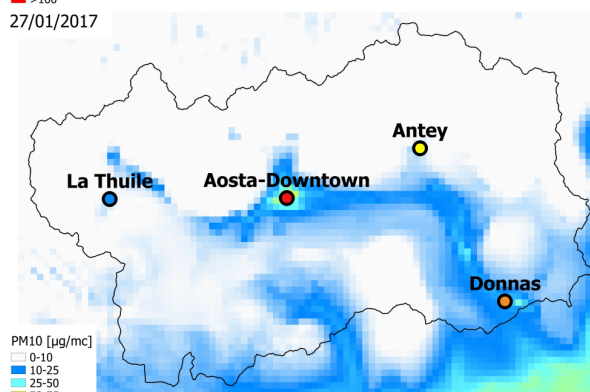 >100
27/01/2017
Antey
La Thuile
Aosta-Downtown
Donnas
PM10 [µg/mc]
0-10
10-25
25-50